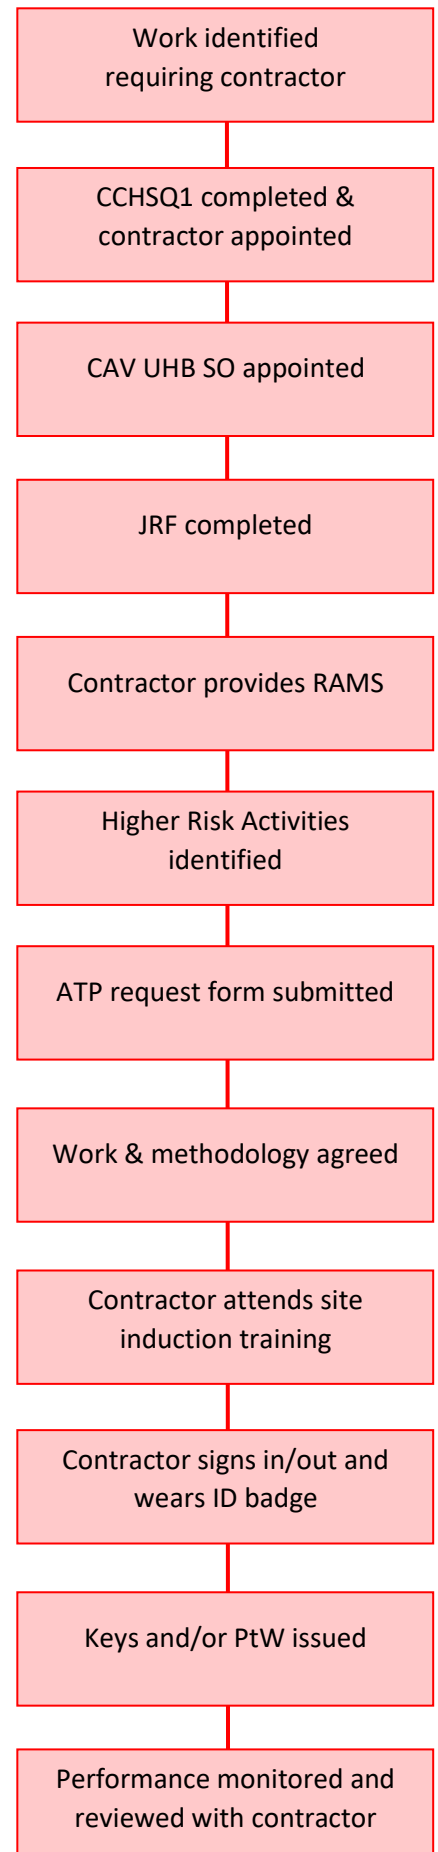 Work identified
requiring contractor
CCHSQ1 completed &
contractor appointed
CAV UHB SO appointed
JRF completed
Contractor provides RAMS
Higher Risk Activities
identified
ATP request form submitted
Work & methodology agreed
Contractor attends site
induction training
Contractor signs in/out and
wears ID badge
Keys and/or PtW issued
Performance monitored and
reviewed with contractor